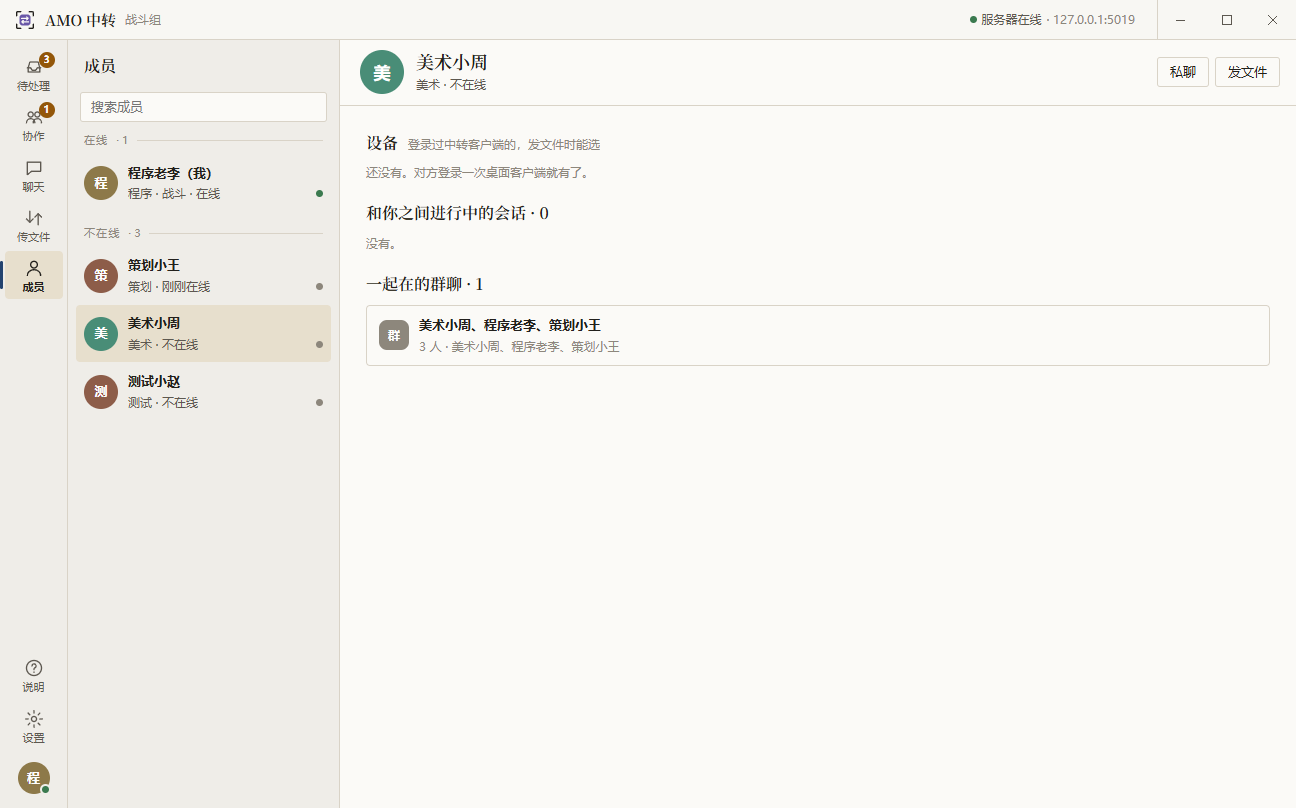 AMO 中转 战斗组
服务器在线 · 127.0.0.1:5019
3
待处理
1
协作
聊天
传文件
成员
说明
设置
程
成员
搜索成员
在线 · 1
程
程序老李（我）
程序 · 战斗 · 在线
不在线 · 3
策
策划小王
策划 · 刚刚在线
美
美术小周
美术 · 不在线
测
测试小赵
测试 · 不在线
美
美术小周
美术 · 不在线
私聊 发文件
设备 登录过中转客户端的，发文件时能选
还没有。对方登录一次桌面客户端就有了。
和你之间进行中的会话 · 0
没有。
一起在的群聊 · 1
群
美术小周、程序老李、策划小王
3 人 · 美术小周、程序老李、策划小王